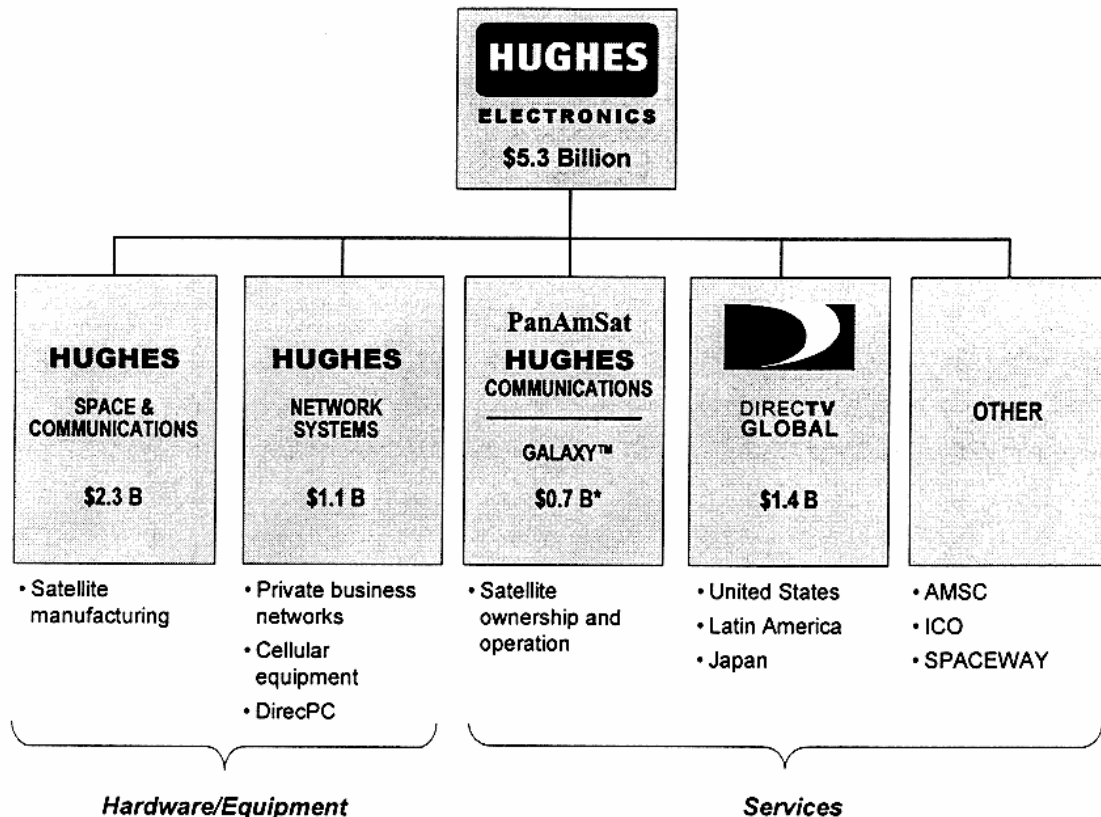 HUGHES
ELECTRONICS
$5.3 Billion
HUGHES
SPACE &
COMMUNICATIONS
$2.3 B
• Satellite
manufacturing
HUGHES
NETWORK
SYSTEMS
$1.1 B
• Private business
networks
• Cellular
equipment
• DirecPC
PanAmSat
HUGHES
COMMUNICATIONS
GALAXY™
$0.7 B*
• Satellite
ownership and
operation
DIRECTV
GLOBAL
$1.4 B
• United States
• Latin America
• Japan
OTHER
• AMSC
• ICO
• SPACEWAY
Hardware/Equipment
Services